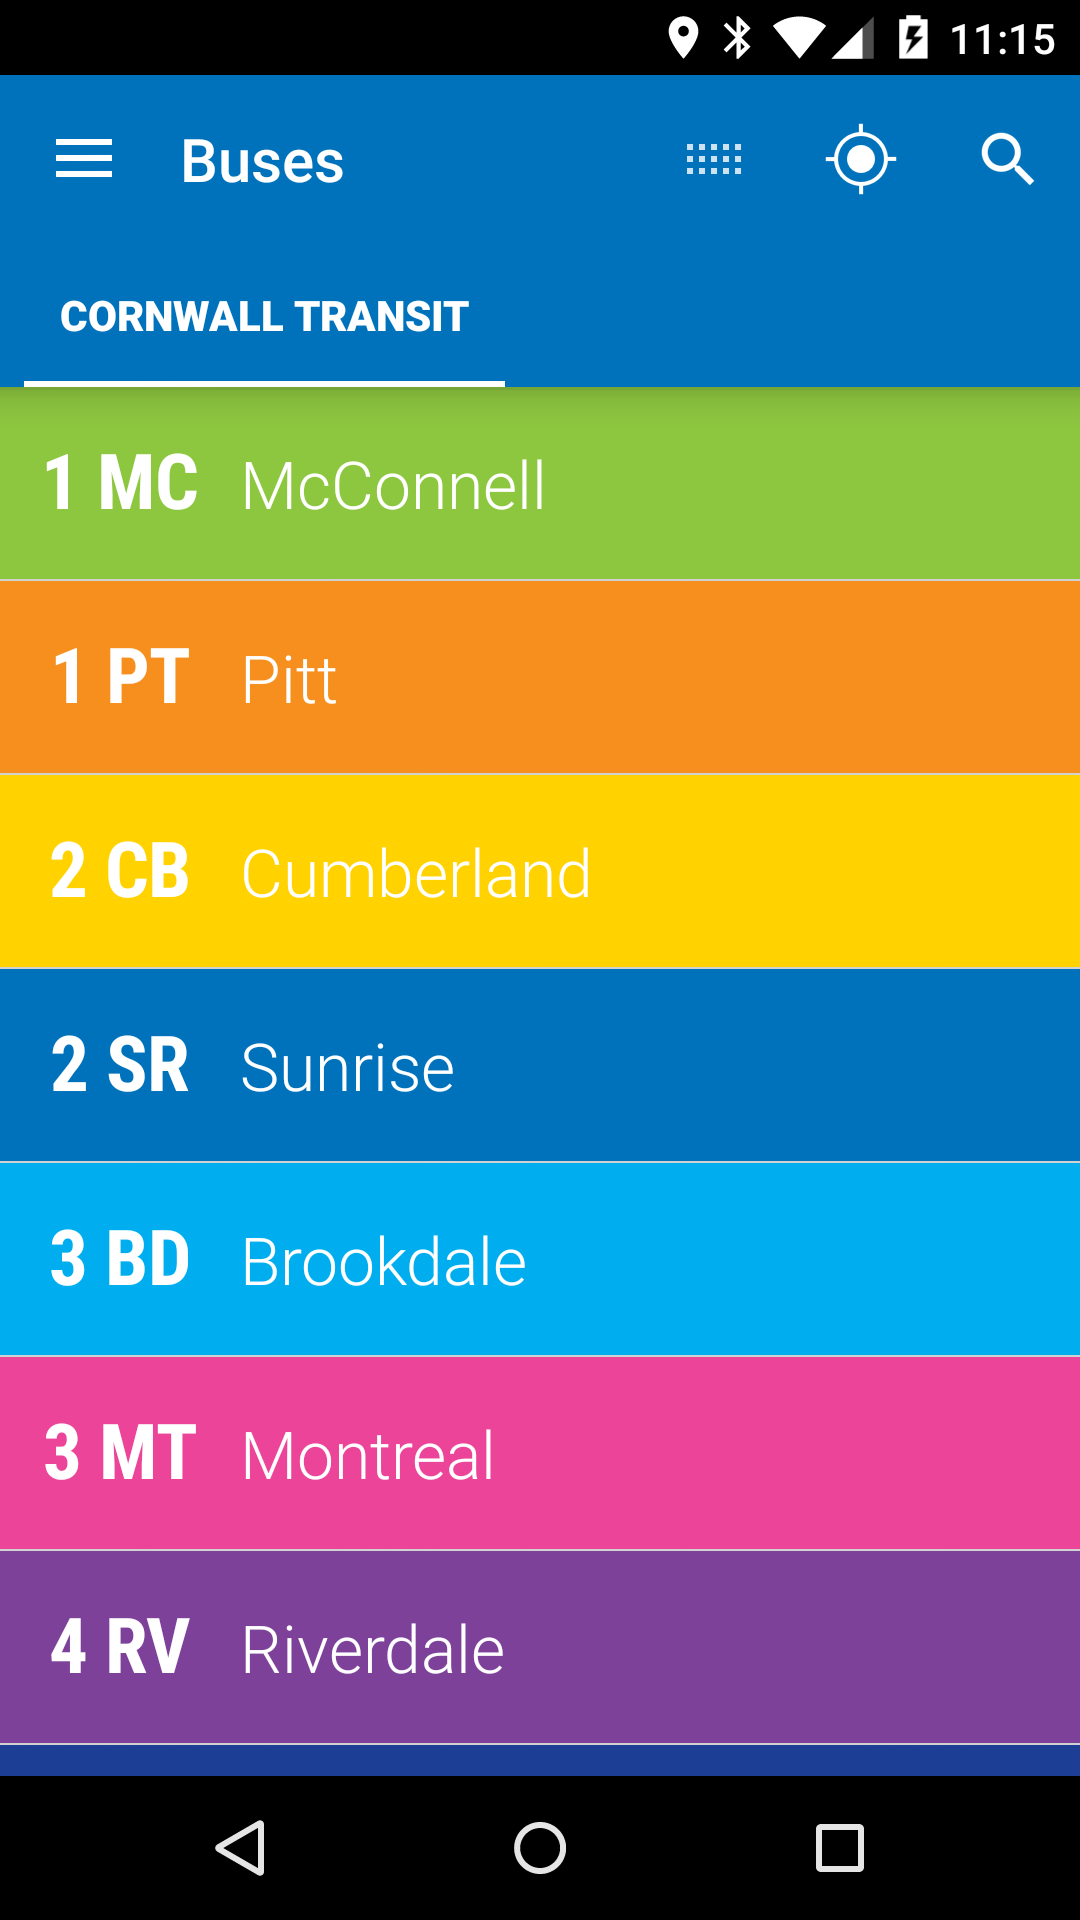 11:15
Buses
CORNWALL TRANSIT
1 MC McConnell
1 PT Pitt
2 CB Cumberland
2 SR Sunrise
3 BD Brookdale
3 MT Montreal
4 RV Riverdale